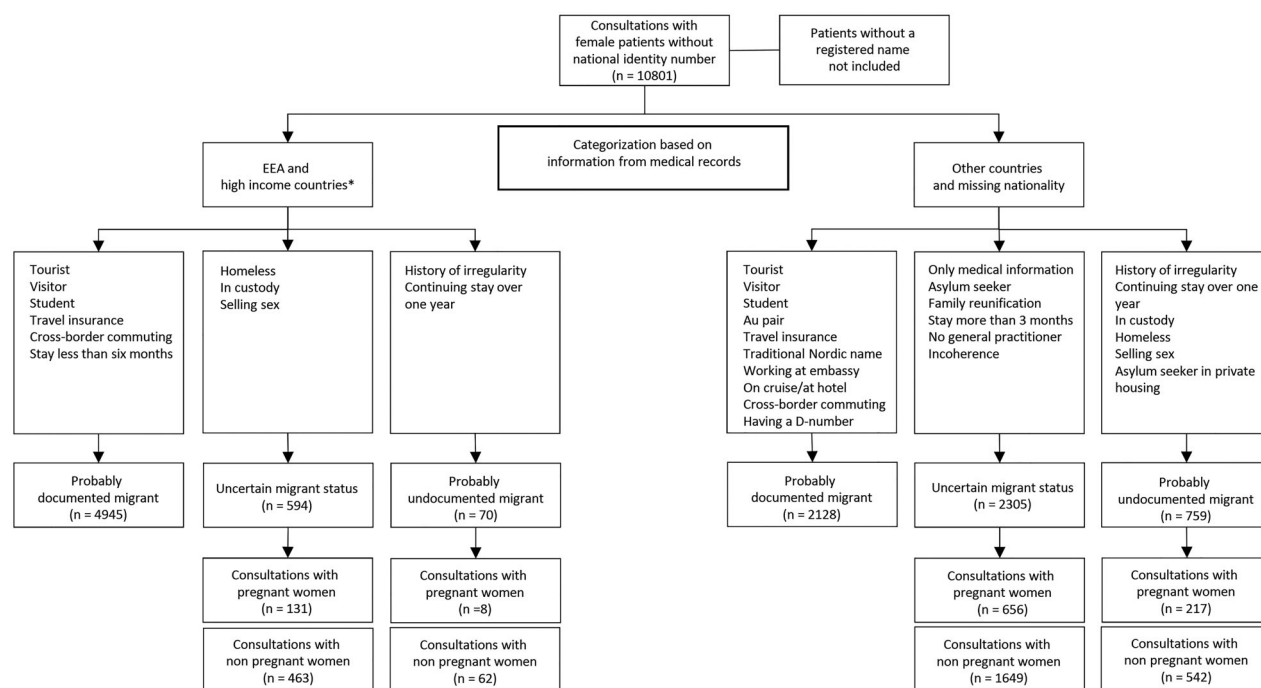 Consultations with
female patients without
national identity number
(n = 10801)
Patients without a
registered name
not included
Categorization based on
information from medical records
EEA and
high income countries*
Other countries
and missing nationality
Tourist
Visitor
Student
Travel insurance
Cross-border commuting
Stay less than six months
Homeless
In custody
Selling sex
History of irregularity
Continuing stay over
one year
Tourist
Visitor
Student
Au pair
Travel insurance
Traditional Nordic name
Working at embassy
On cruise/at hotel
Cross-border commuting
Having a D-number
Only medical information
Asylum seeker
Family reunification
Stay more than 3 months
No general practitioner
Incoherence
History of irregularity
Continuing stay over one
year
In custody
Homeless
Selling sex
Asylum seeker in private
housing
Probably
documented migrant
(n = 4945)
Uncertain migrant status
(n = 594)
Probably
undocumented migrant
(n = 70)
Probably
documented migrant
(n = 2128)
Uncertain migrant status
(n = 2305)
Probably
undocumented migrant
(n = 759)
Consultations with
pregnant women
(n = 131)
Consultations with
pregnant women
(n =8)
Consultations with
pregnant women
(n = 656)
Consultations with
pregnant women
(n = 217)
Consultations with
non pregnant women
(n = 463)
Consultations with
non pregnant women
(n = 62)
Consultations with
non pregnant women
(n = 1649)
Consultations with
non pregnant women
(n = 542)